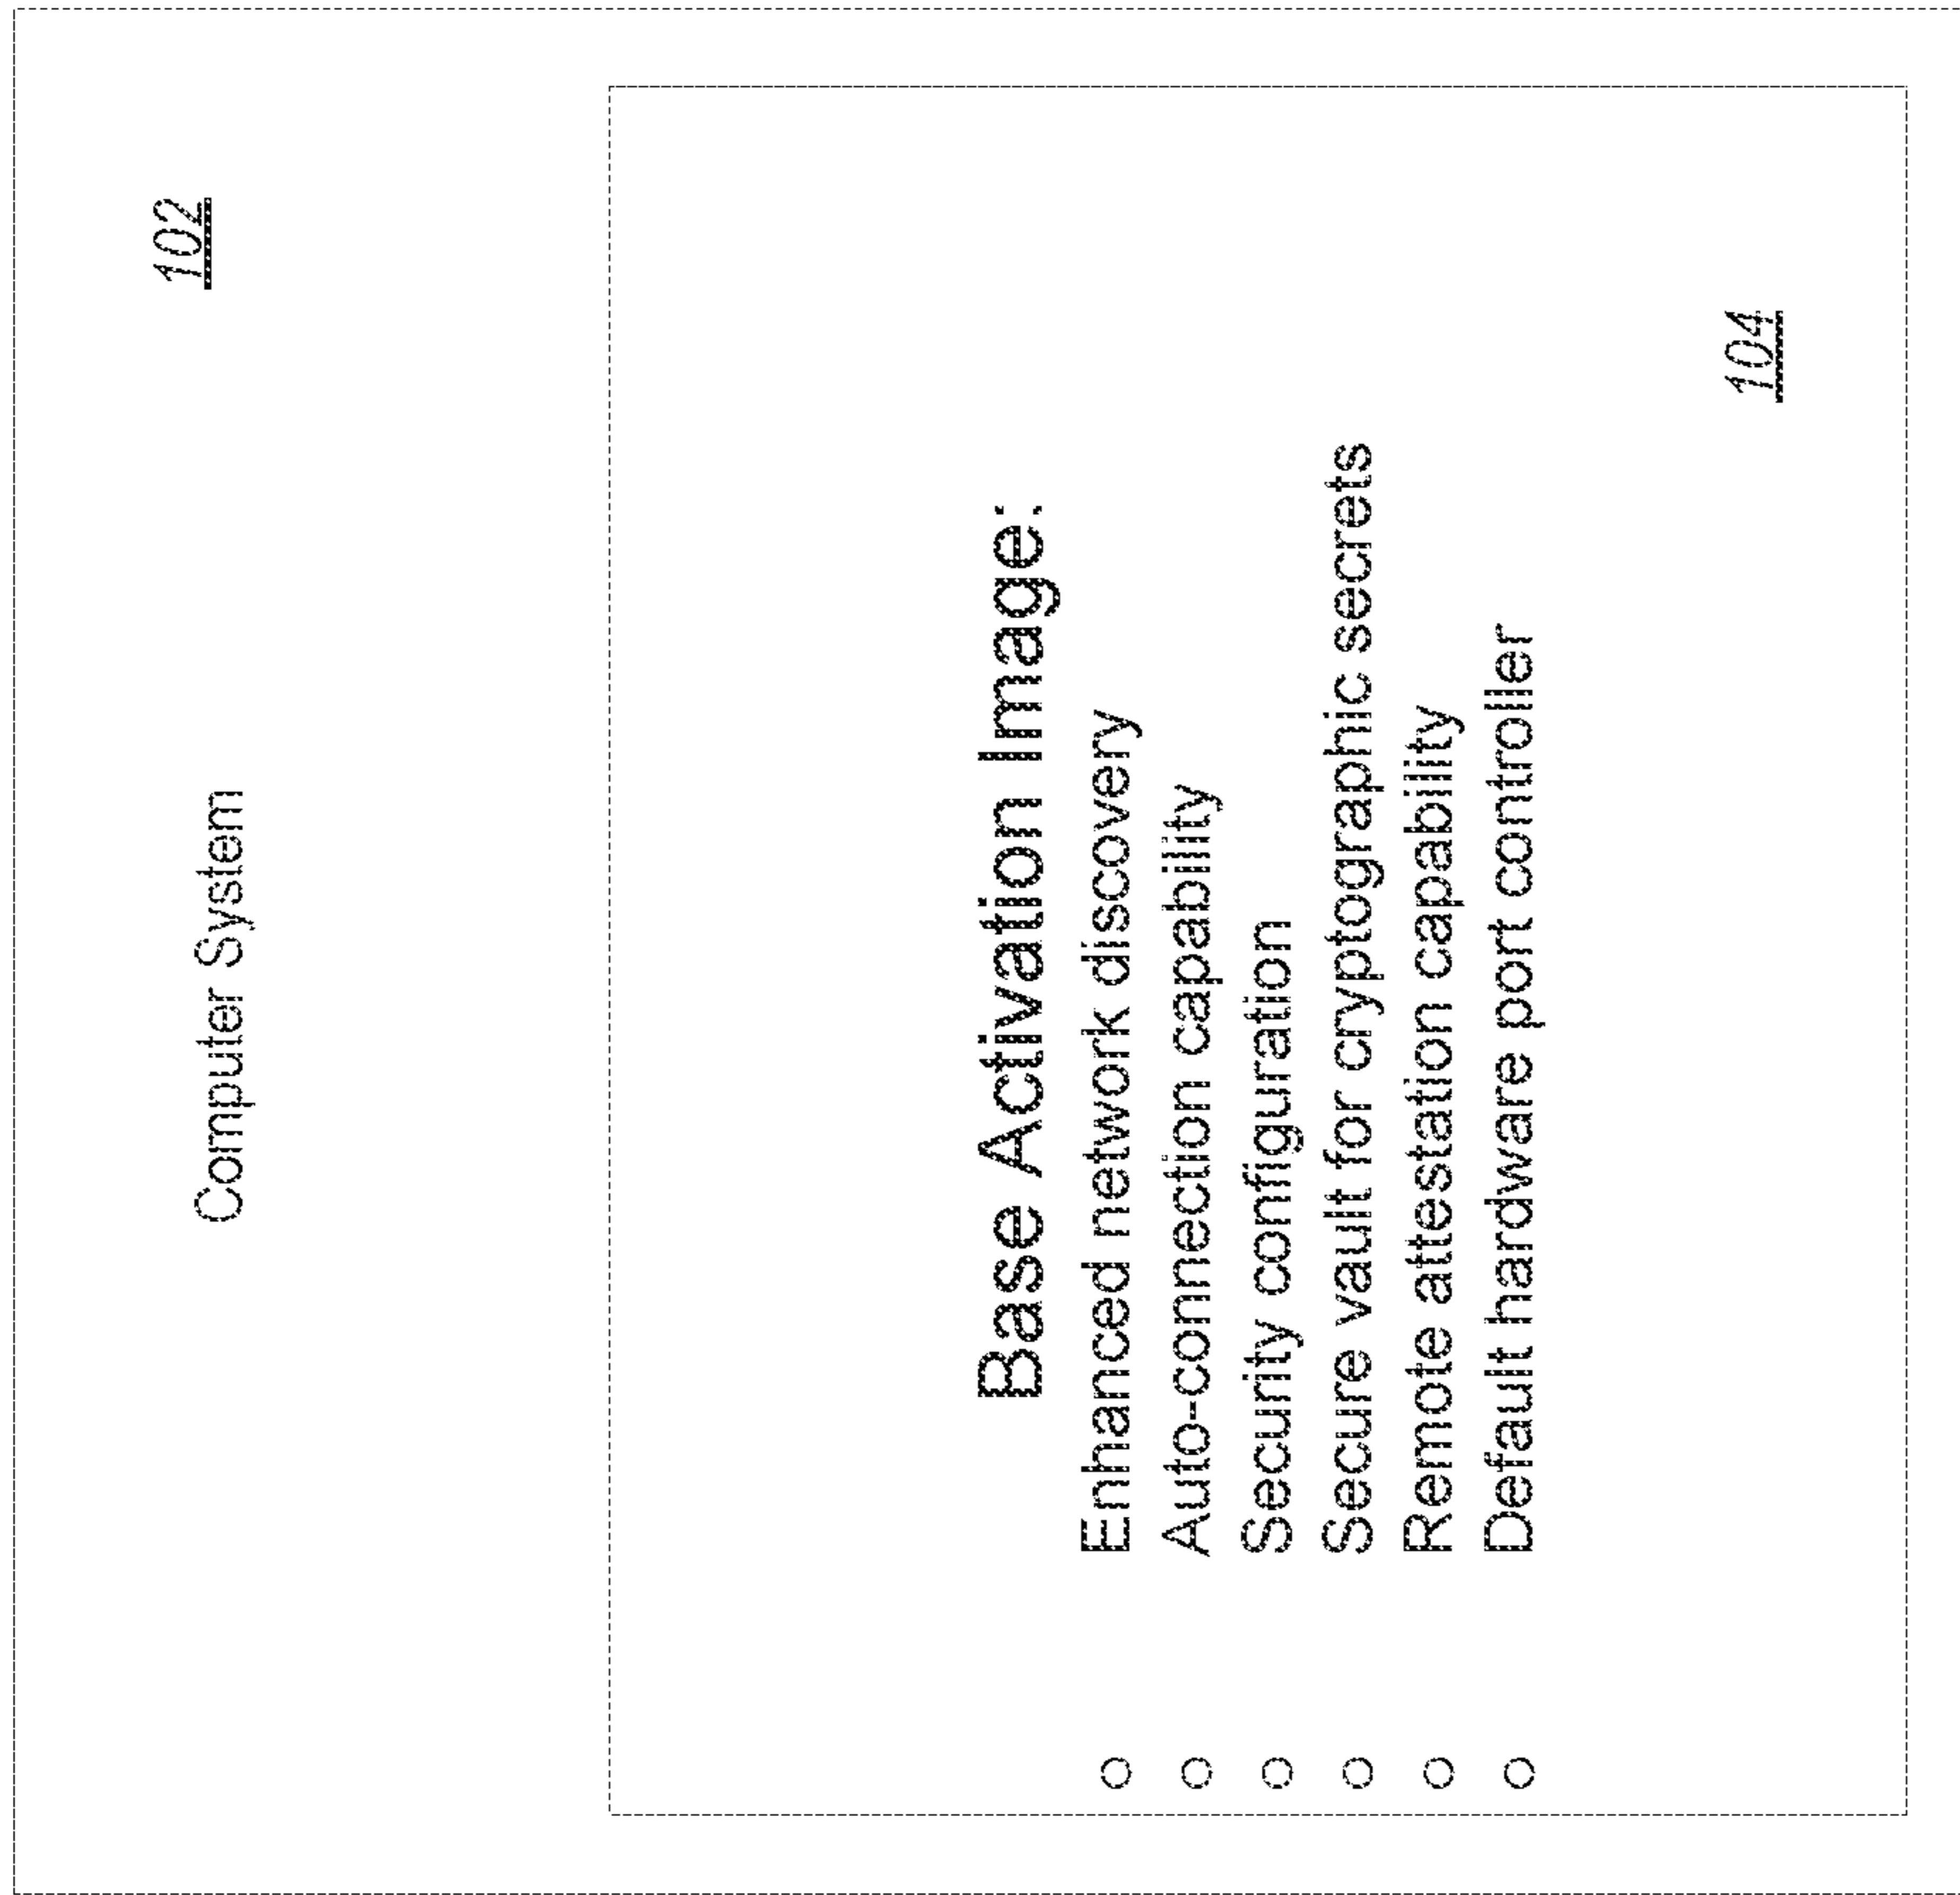 102
Computer System
Base Activation Image:
○ Enhanced network discovery
○ Auto-connection capability
○ Security configuration
○ Secure vault for cryptographic secrets
○ Remote attestation capability
○ Default hardware port controller
104